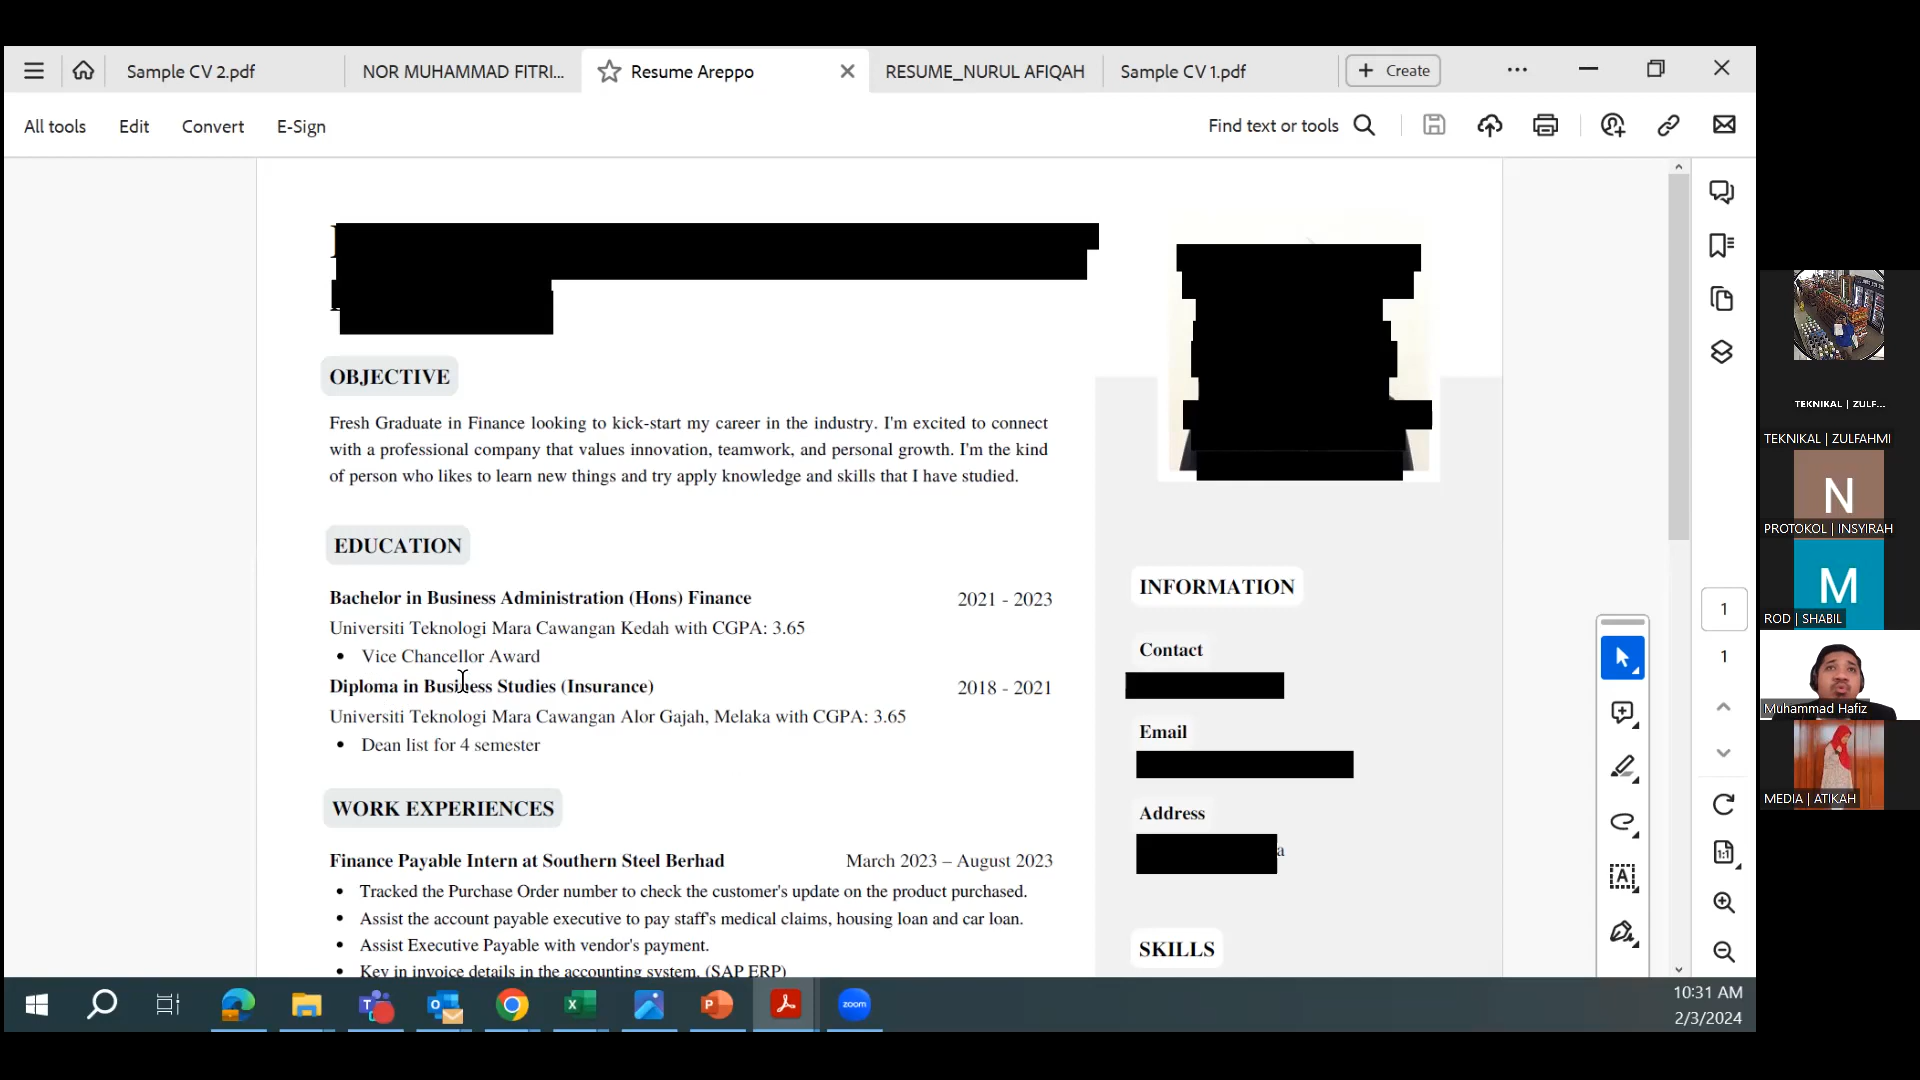 Sample CV 2.pdf
NOR MUHAMMAD FITRI...
Resume Areppo
RESUME_NURUL AFIQAH
Sample CV 1.pdf
Create
All tools
Edit
Convert
E-Sign
Find text or tools
OBJECTIVE
Fresh Graduate in Finance looking to kick-start my career in the industry. I'm excited to connect
with a professional company that values innovation, teamwork, and personal growth. I'm the kind
of person who likes to learn new things and try apply knowledge and skills that I have studied.
EDUCATION
Bachelor in Business Administration (Hons) Finance 2021 - 2023
Universiti Teknologi Mara Cawangan Kedah with CGPA: 3.65
• Vice Chancellor Award
Diploma in Business Studies (Insurance) 2018 - 2021
Universiti Teknologi Mara Cawangan Alor Gajah, Melaka with CGPA: 3.65
• Dean list for 4 semester
WORK EXPERIENCES
Finance Payable Intern at Southern Steel Berhad March 2023 – August 2023
• Tracked the Purchase Order number to check the customer's update on the product purchased.
• Assist the account payable executive to pay staff's medical claims, housing loan and car loan.
• Assist Executive Payable with vendor's payment.
• Key in invoice details in the accounting system. (SAP ERP)
INFORMATION
Contact
Email
Address
a
SKILLS
1
1
1:1
A
TEKNIKAL | ZULF...
TEKNIKAL | ZULFAHMI
N
PROTOKOL | INSYIRAH
M
ROD | SHABIL
Muhammad Hafiz
MEDIA | ATIKAH
zoom
10:31 AM
2/3/2024